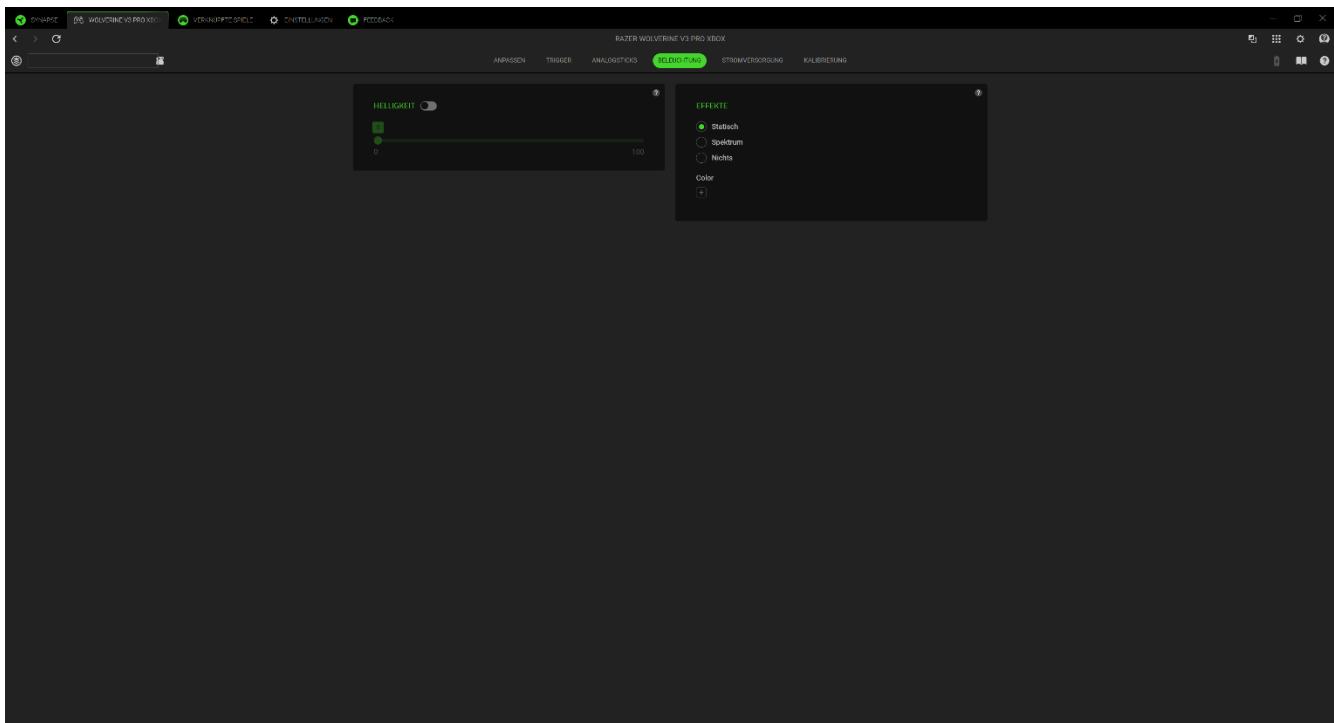 SYNAPSE WOLVERINE V3 PRO XBOX VERKNÜPFTE SPIELE EINSTELLUNGEN FEEDBACK
RAZER WOLVERINE V3 PRO XBOX
ANPASSEN TRIGGER ANALOGSTICKS BELEUCHTUNG STROMVERSORGUNG KALIBRIERUNG
HELLIGKEIT
0 100
EFFEKTE
Statisch
Spektrum
Nichts
Color